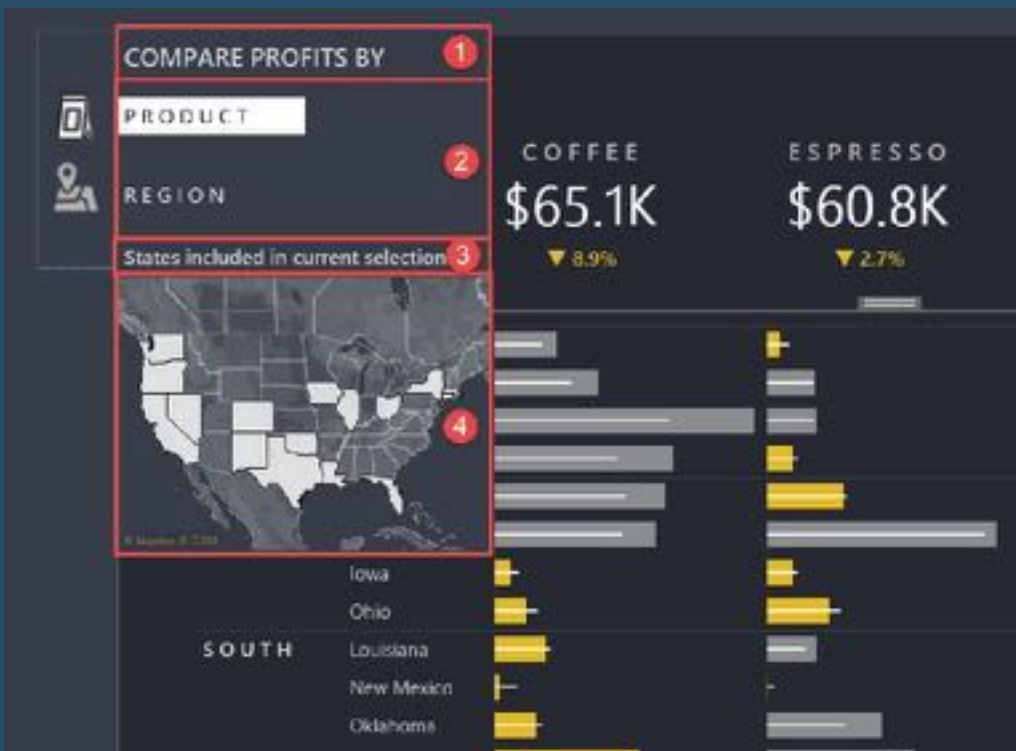 COMPARE PROFITS BY 1
PRODUCT
2
REGION
COFFEE ESPRESSO
$65.1K $60.8K
▼ 8.9% ▼ 2.7%
States included in current selection 3
4
Iowa
Ohio
SOUTH Louisiana
New Mexico
Oklahoma